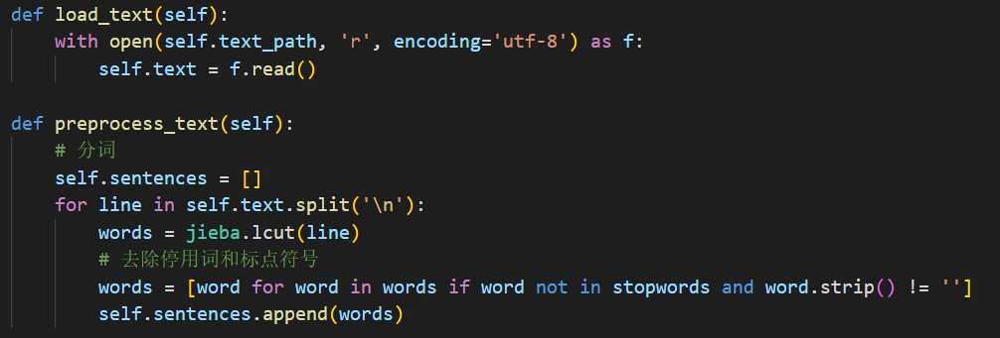 def load_text(self):
    with open(self.text_path, 'r', encoding='utf-8') as f:
        self.text = f.read()

def preprocess_text(self):
    # 分词
    self.sentences = []
    for line in self.text.split('\n'):
        words = jieba.lcut(line)
        # 去除停用词和标点符号
        words = [word for word in words if word not in stopwords and word.strip() != '']
        self.sentences.append(words)